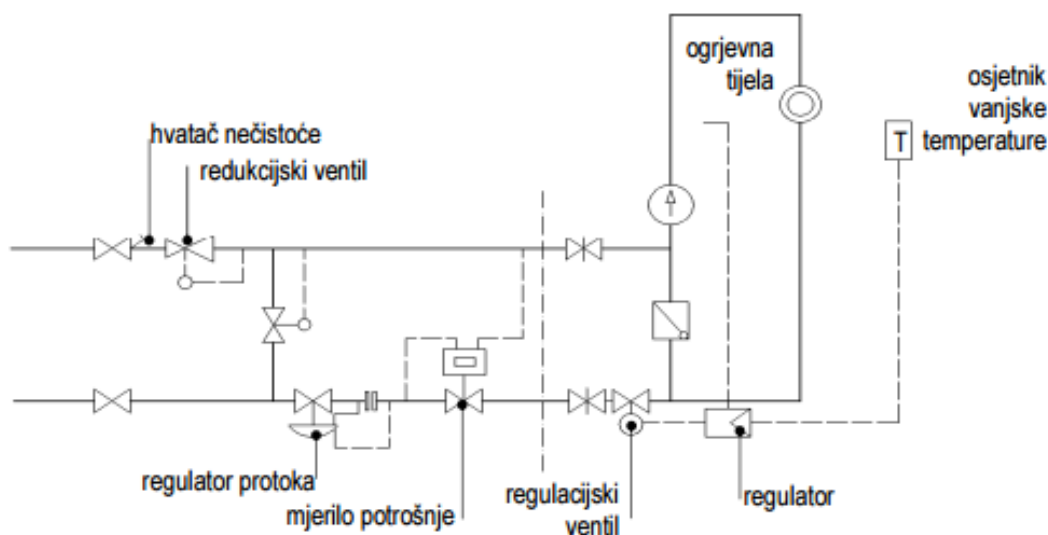 ogrjevna
tijela
osjetnik
vanjske
temperature
T
hvatač nečistoće
redukcijski ventil
regulator protoka
mjerilo potrošnje
regulacijski
ventil
regulator